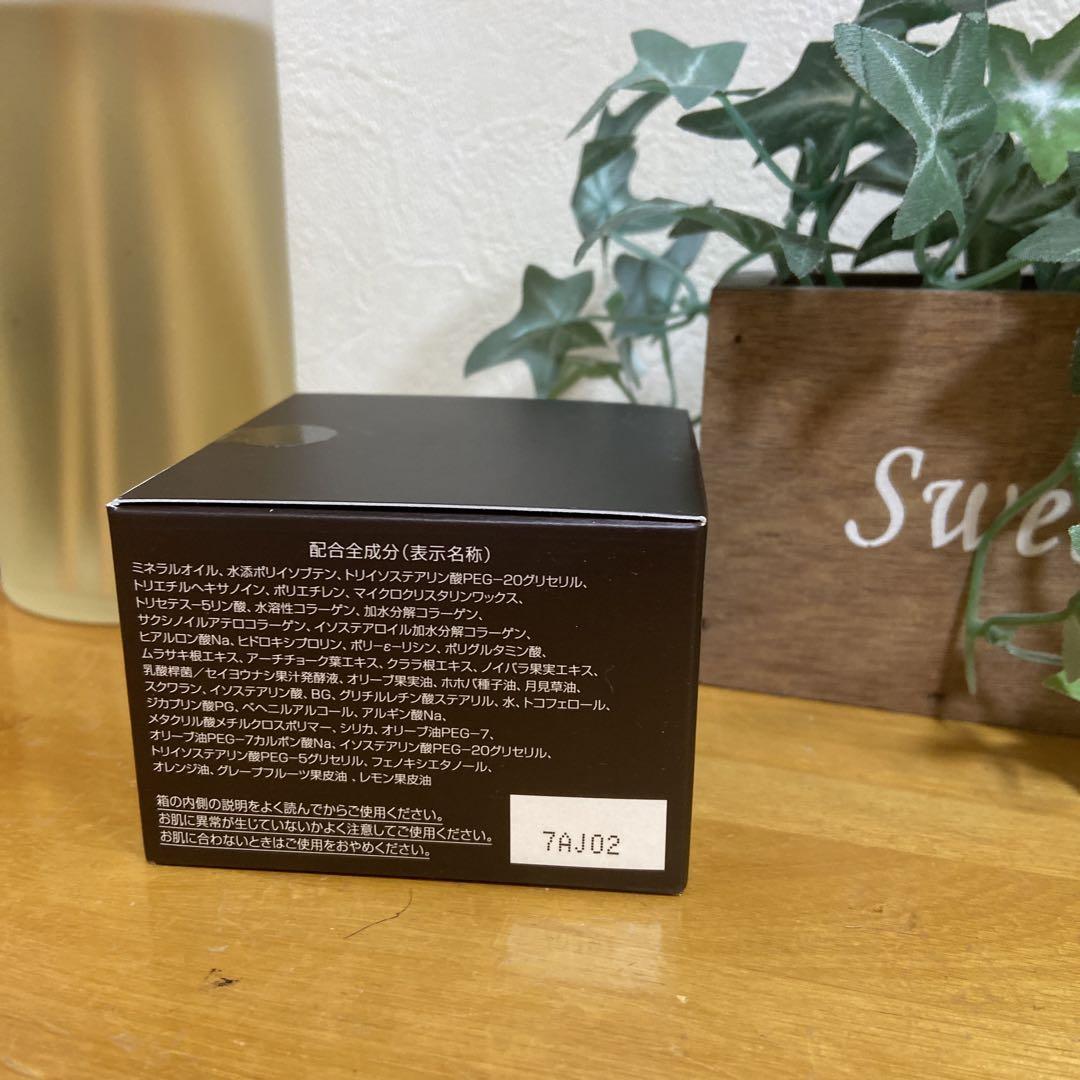 配合全成分(表示名称)
ミネラルオイル、水添ポリイソブテン、トリイソステアリン酸PEG-20グリセリル、
トリエチルヘキサノイン、ポリエチレン、マイクロクリスタリンワックス、
トリセテス-5リン酸、水溶性コラーゲン、加水分解コラーゲン、
サクシノイルアテロコラーゲン、イソステアロイル加水分解コラーゲン、
ヒアルロン酸Na、ヒドロキシプロリン、ポリ-ε-リシン、ポリグルタミン酸、
ムラサキ根エキス、アーチチョーク葉エキス、クララ根エキス、ノイバラ果実エキス、
乳酸桿菌/セイヨウナシ果汁発酵液、オリーブ果実油、ホホバ種子油、月見草油、
スクワラン、イソステアリン酸、BG、グリチルレチン酸ステアリル、水、トコフェロール、
ジカプリン酸PG、ベヘニルアルコール、アルギン酸Na、
メタクリル酸メチルクロスポリマー、シリカ、オリーブ油PEG-7、
オリーブ油PEG-7カルボン酸Na、イソステアリン酸PEG-20グリセリル、
トリイソステアリン酸PEG-5グリセリル、フェノキシエタノール、
オレンジ油、グレープフルーツ果皮油、レモン果皮油
箱の内側の説明をよく読んでからご使用ください。
お肌に異常が生じていないかよく注意してご使用ください。
お肌に合わないときはご使用をおやめください。
7AJ02
Swe